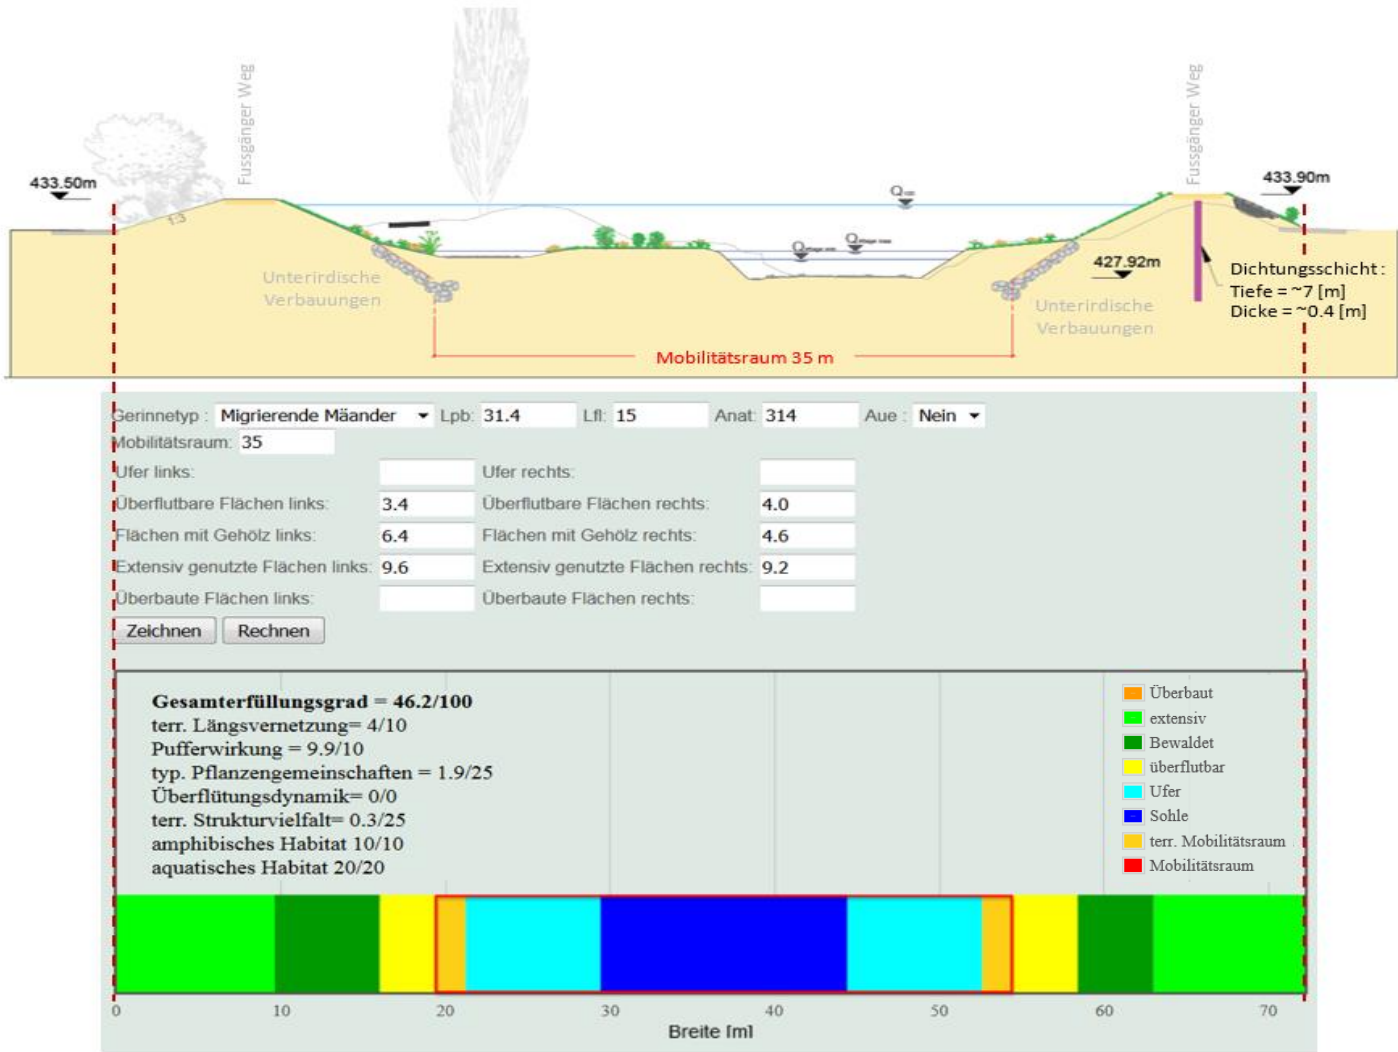 Fussgänger Weg
Fussgänger Weg
433.50m
433.90m
1:3
Q
Q
Q
427.92m
Unterirdische
Verbauungen
Dichtungsschicht :
Tiefe = ~7 [m]
Dicke = ~0.4 [m]
Unterirdische
Verbauungen
Mobilitätsraum 35 m
Gerinnetyp : Migrierende Mäander Lpb: 31.4 Lfl: 15 Anat: 314 Aue : Nein
Mobilitätsraum: 35
Ufer links: Ufer rechts:
Überflutbare Flächen links: 3.4 Überflutbare Flächen rechts: 4.0
Flächen mit Gehölz links: 6.4 Flächen mit Gehölz rechts: 4.6
Extensiv genutzte Flächen links: 9.6 Extensiv genutzte Flächen rechts: 9.2
Überbaute Flächen links: Überbaute Flächen rechts:
Zeichnen Rechnen
Gesamterfüllungsgrad = 46.2/100
terr. Längsvernetzung= 4/10
Pufferwirkung = 9.9/10
typ. Pflanzengemeinschaften = 1.9/25
Überflütungsdynamik= 0/0
terr. Strukturvielfalt= 0.3/25
amphibisches Habitat 10/10
aquatisches Habitat 20/20
Überbaut
extensiv
Bewaldet
überflutbar
Ufer
Sohle
terr. Mobilitätsraum
Mobilitätsraum
0 10 20 30 40 50 60 70
Breite [m]